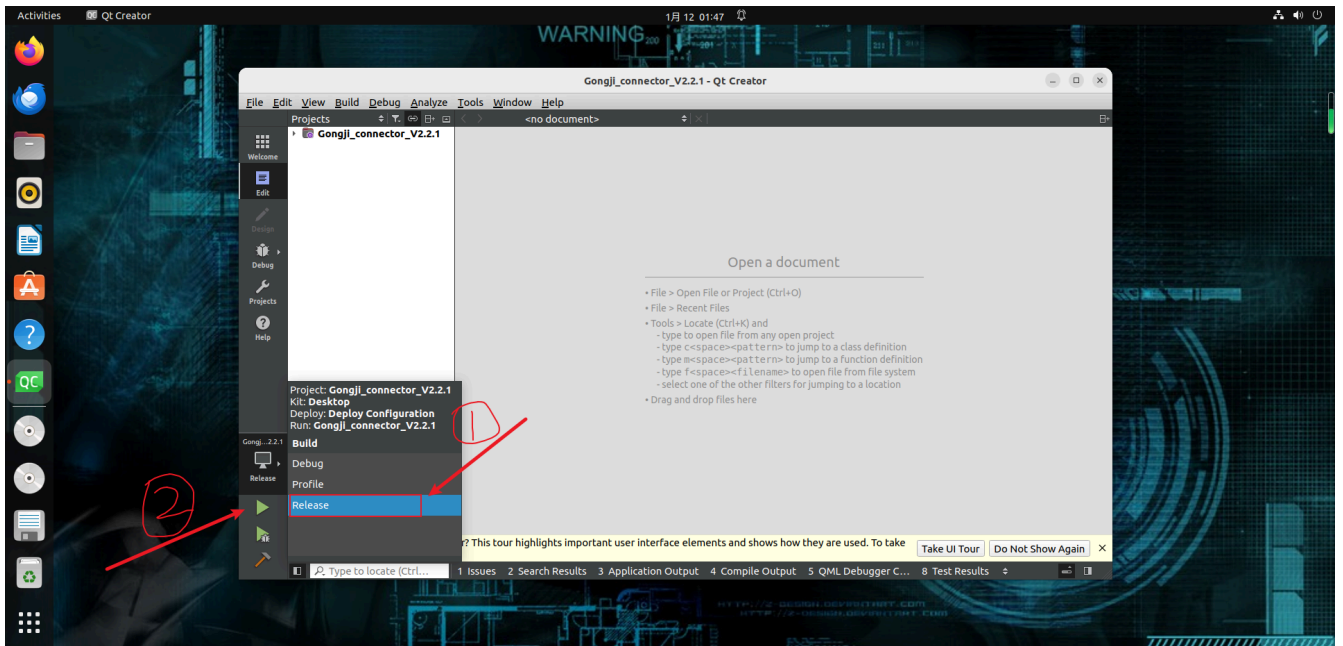 Activities
QC Qt Creator
1月 12 01:47
WARNING
200
201
Gongji_connector_V2.2.1 - Qt Creator
File Edit View Build Debug Analyze Tools Window Help
Projects
<no document>
Gongji_connector_V2.2.1
Welcome
Edit
Design
Debug
Projects
Help
Open a document
• File > Open File or Project (Ctrl+O)
• File > Recent Files
• Tools > Locate (Ctrl+K) and
- type to open file from any open project
- type c<space><pattern> to jump to a class definition
- type m<space><pattern> to jump to a function definition
- type f<space><filename> to open file from file system
- select one of the other filters for jumping to a location
• Drag and drop files here
QC
Project: Gongji_connector_V2.2.1
Kit: Desktop
Deploy: Deploy Configuration
Run: Gongji_connector_V2.2.1
1
Gongj...2.2.1
Build
Debug
Release
Profile
Release
2
r? This tour highlights important user interface elements and shows how they are used. To take
Take UI Tour
Do Not Show Again
Type to locate (Ctrl...
1 Issues 2 Search Results 3 Application Output 4 Compile Output 5 QML Debugger C... 8 Test Results